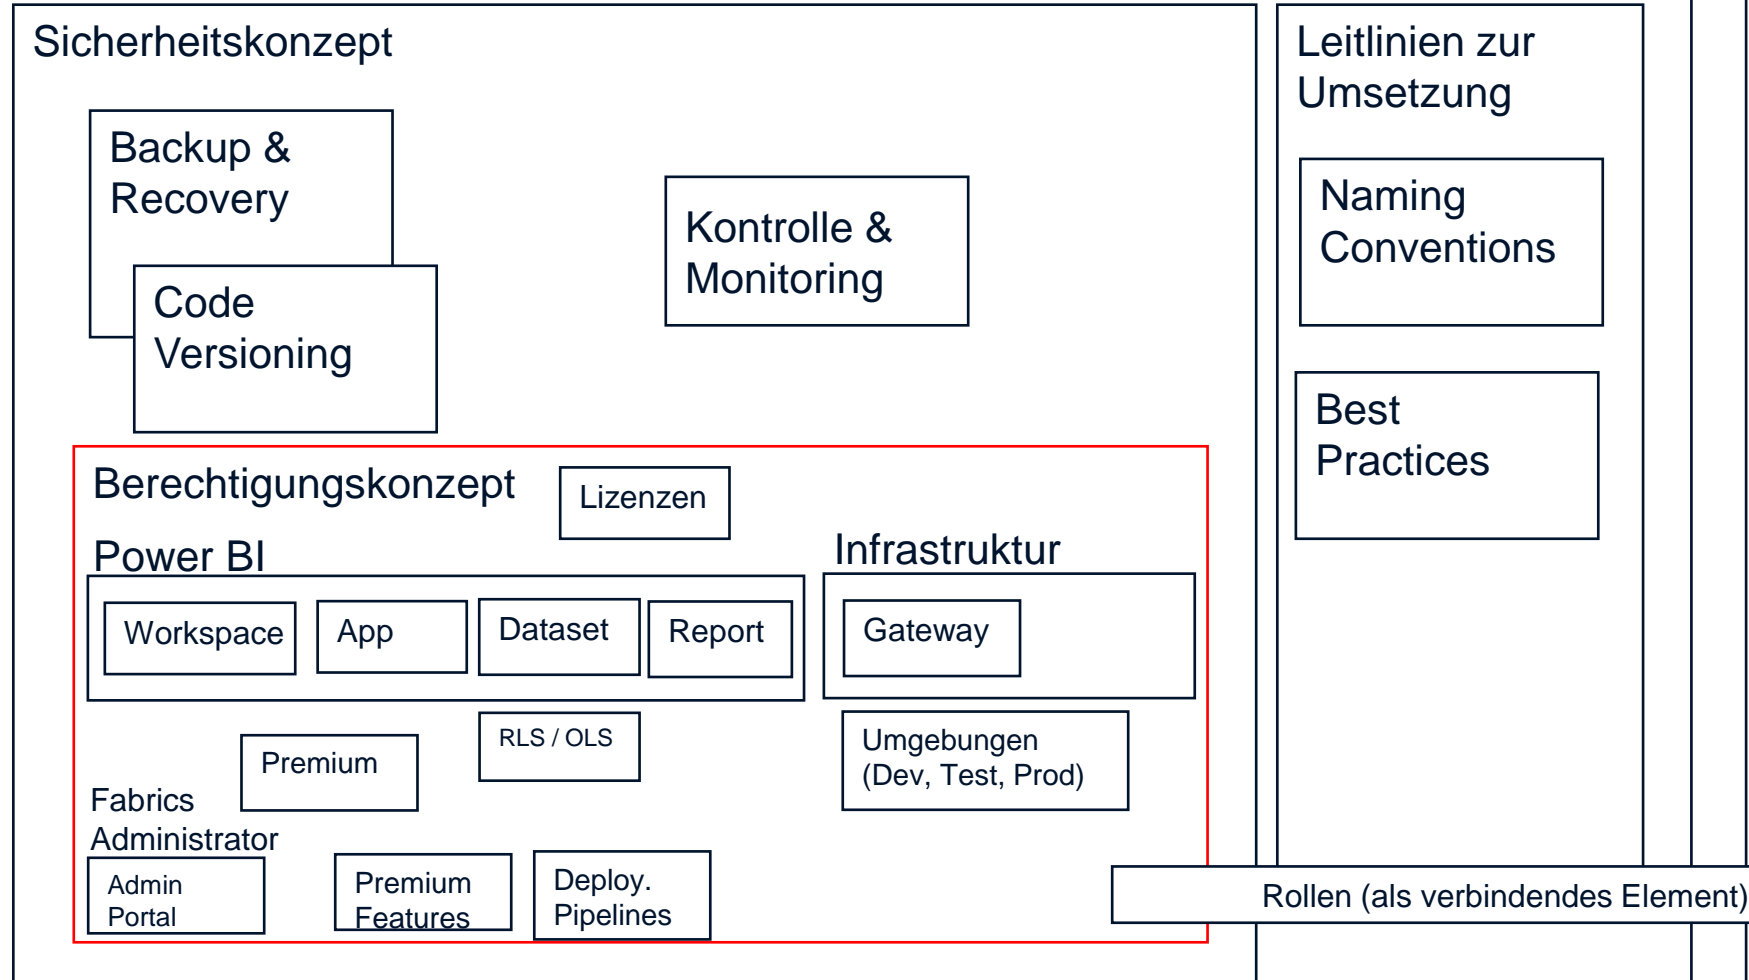 Sicherheitskonzept
Backup &
Recovery
Code
Versioning
Kontrolle &
Monitoring
Berechtigungskonzept
Lizenzen
Power BI
Workspace
App
Dataset
Report
Infrastruktur
Gateway
Premium
RLS / OLS
Umgebungen
(Dev, Test, Prod)
Fabrics
Administrator
Admin
Portal
Premium
Features
Deploy.
Pipelines
Leitlinien zur
Umsetzung
Naming
Conventions
Best
Practices
Rollen (als verbindendes Element)